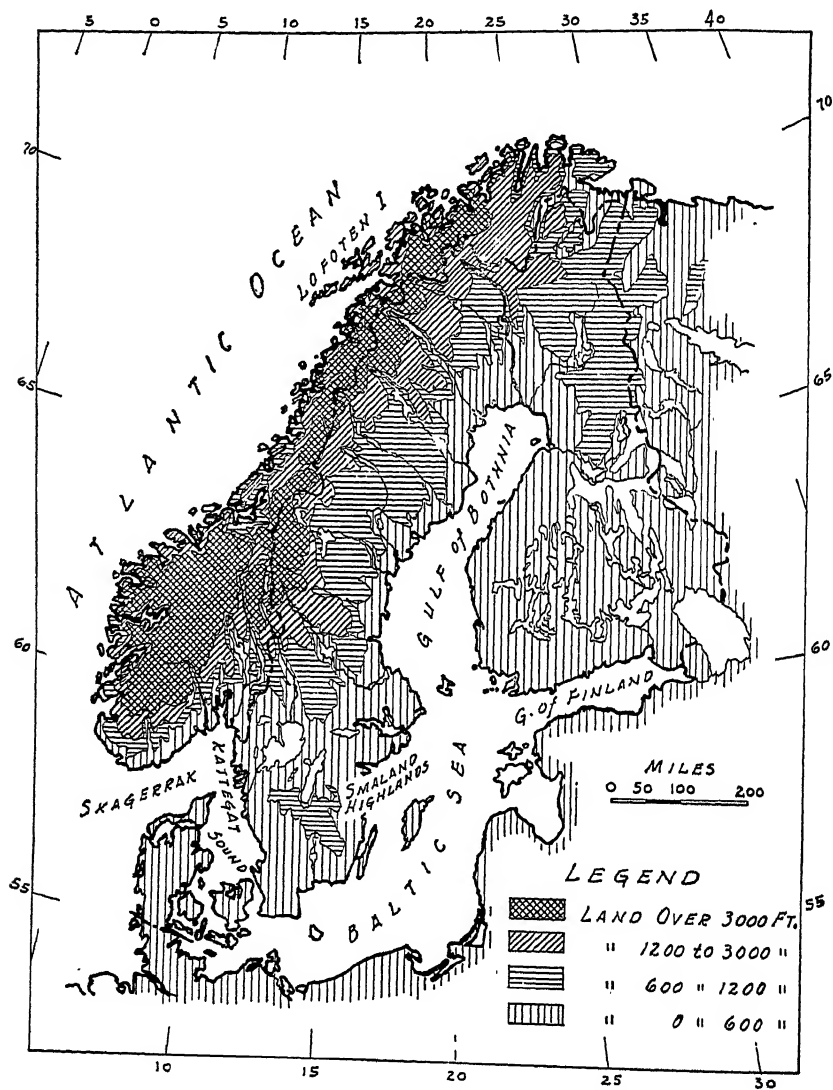 5 0 5 10 15 20 25 30 35 40
70
70
ATLANTIC OCEAN
LOFOTEN I
65
65
GULF of BOTHNIA
60
60
G. OF FINLAND
SKAGERRAK
KATTEGAT
SOUND
SMALAND
HIGHLANDS
BALTIC SEA
MILES
0 50 100 200
55
55
LEGEND
LAND OVER 3000 FT.
" 1200 to 3000 "
" 600 " 1200 "
" 0 " 600 "
10 15 20 25 30